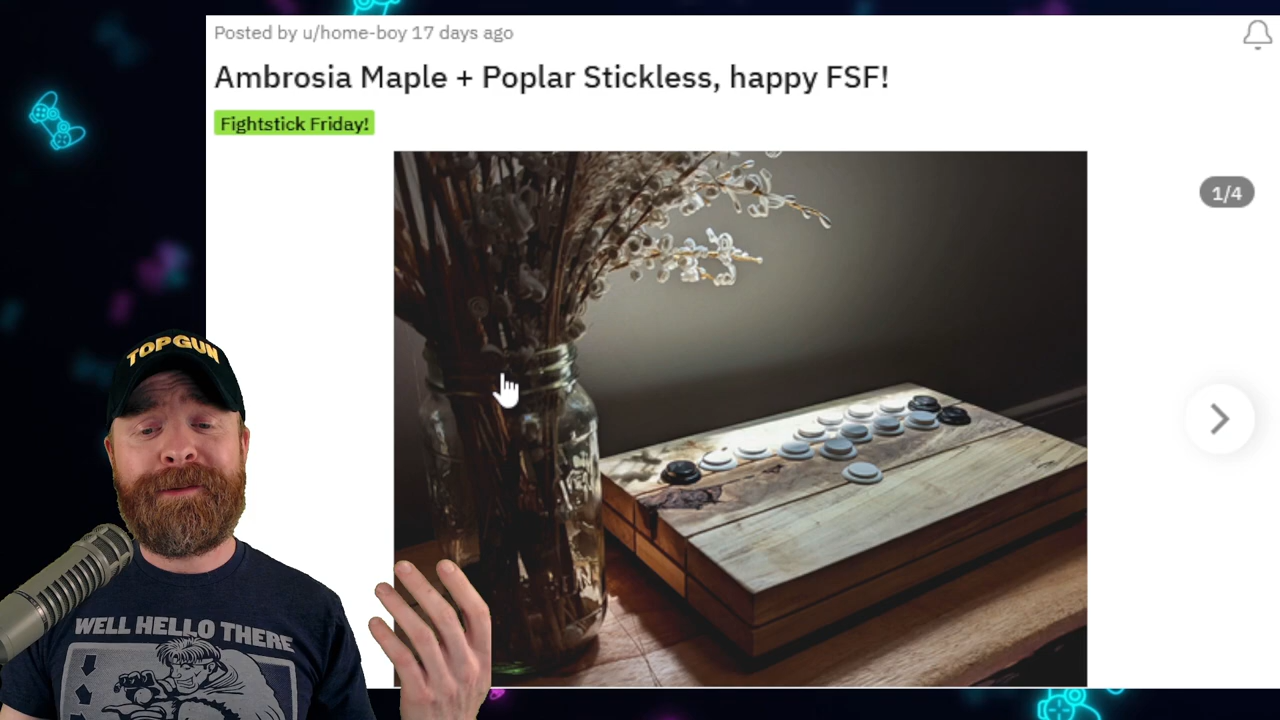 Posted by u/home-boy 17 days ago
Ambrosia Maple + Poplar Stickless, happy FSF!
Fightstick Friday!
1/4
TOPGUN
WELL HELLO THERE